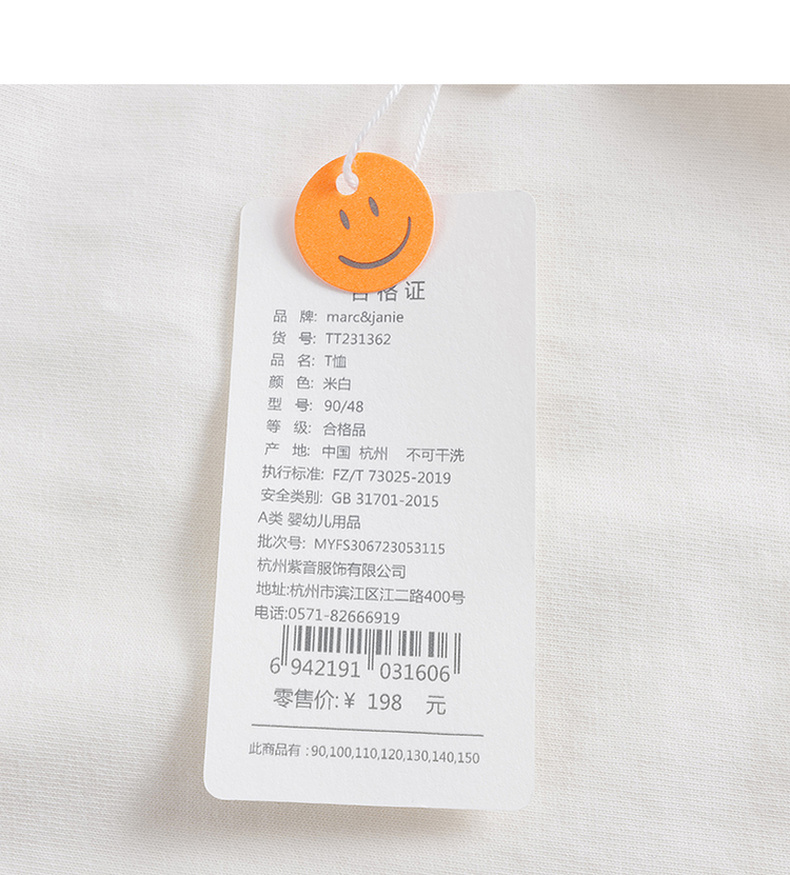 合格证
品 牌: marc&janie
货 号: TT231362
品 名: T恤
颜 色: 米白
型 号: 90/48
等 级: 合格品
产 地: 中国 杭州 不可干洗
执行标准: FZ/T 73025-2019
安全类别: GB 31701-2015
A类 婴幼儿用品
批次号: MYFS306723053115
杭州紫音服饰有限公司
地址:杭州市滨江区江二路400号
电话:0571-82666919
6 942191 031606
零售价:¥ 198 元
此商品有 : 90,100,110,120,130,140,150